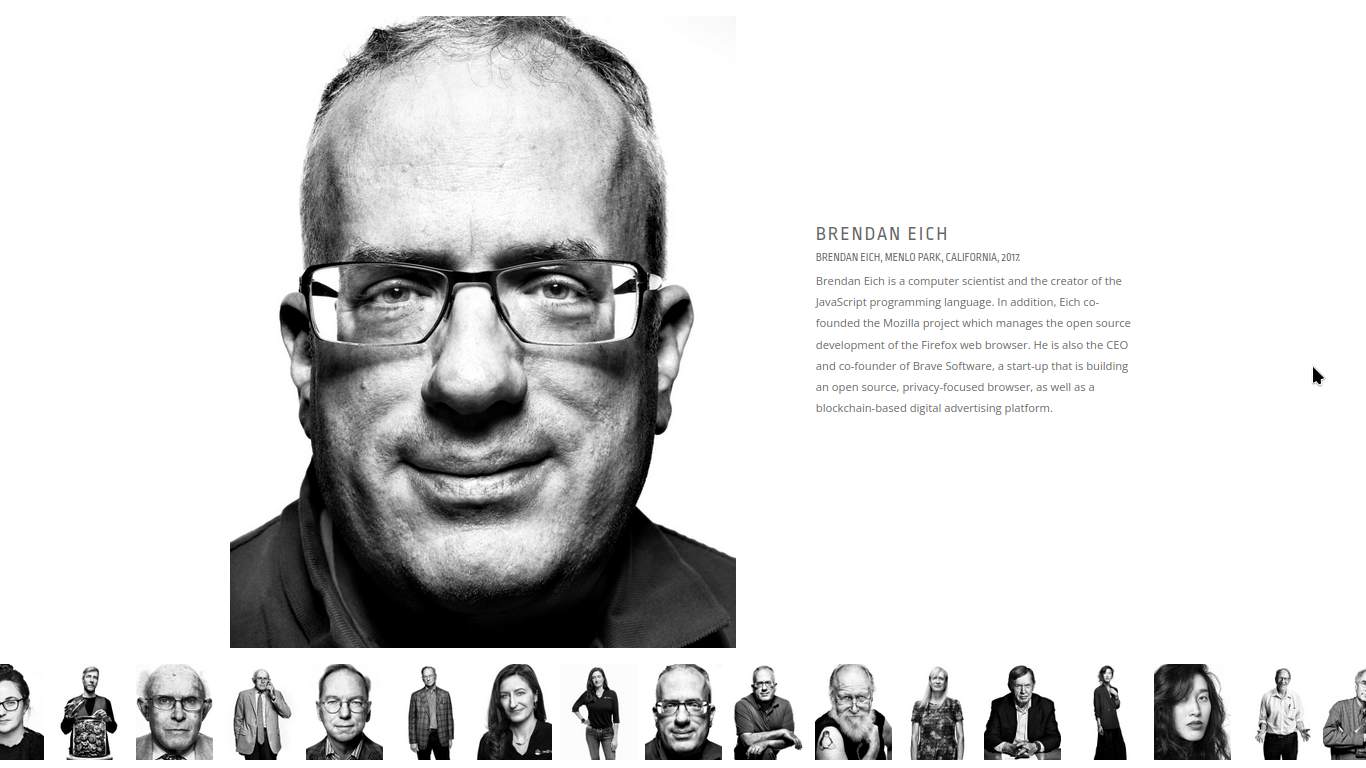 BRENDAN EICH
BRENDAN EICH, MENLO PARK, CALIFORNIA, 2017.
Brendan Eich is a computer scientist and the creator of the
JavaScript programming language. In addition, Eich co-
founded the Mozilla project which manages the open source
development of the Firefox web browser. He is also the CEO
and co-founder of Brave Software, a start-up that is building
an open source, privacy-focused browser, as well as a
blockchain-based digital advertising platform.